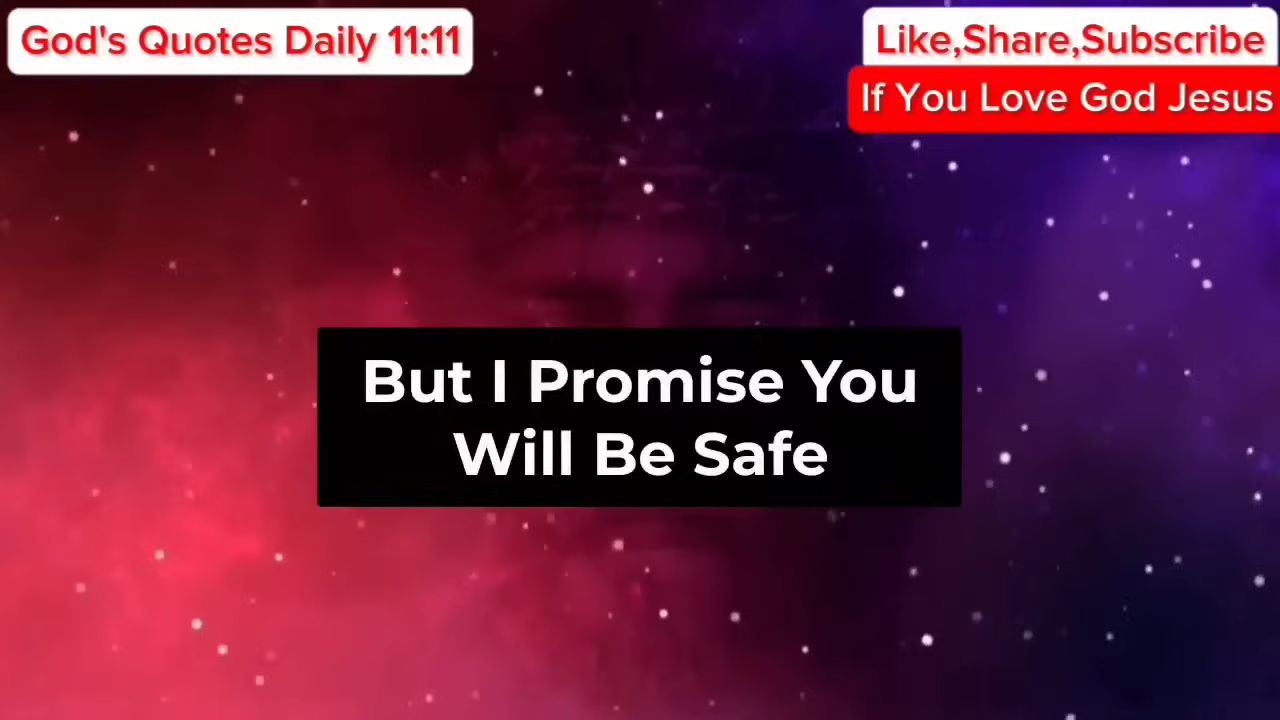 God's Quotes Daily 11:11
Like,Share,Subscribe
If You Love God Jesus
But I Promise You
Will Be Safe